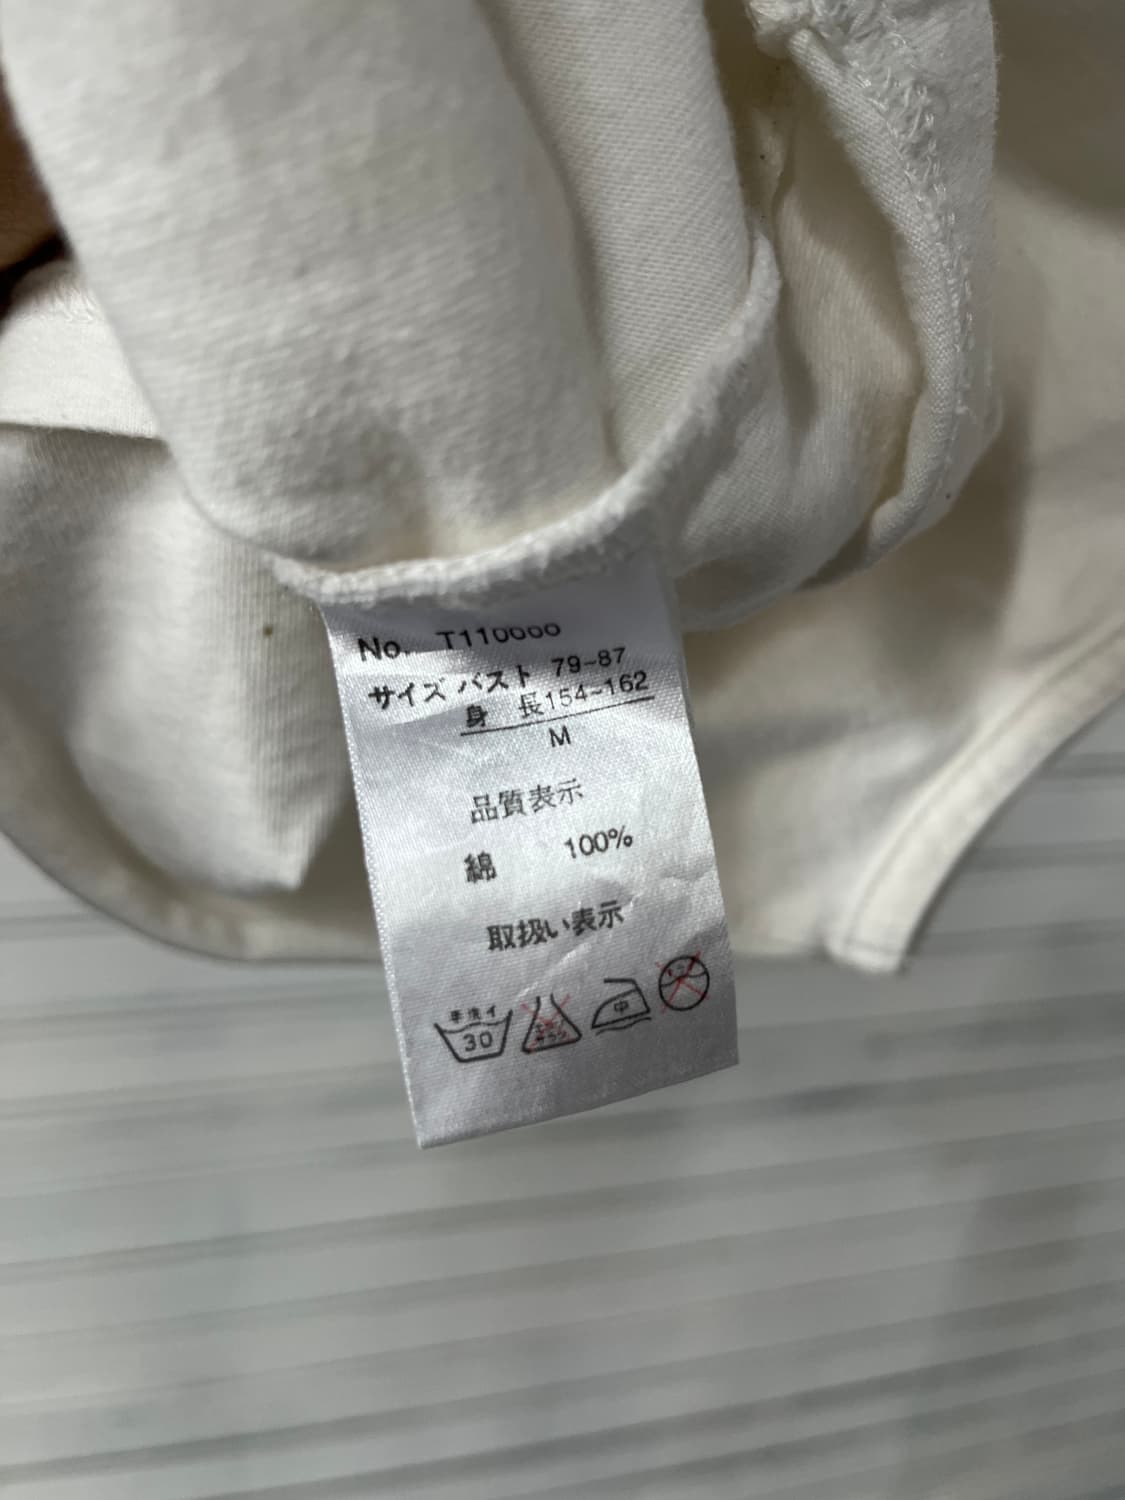 No. T110066
サイズ バスト 79~87
身 長154~162
M
品質表示
綿 100%
取扱い表示
手洗イ
30
中